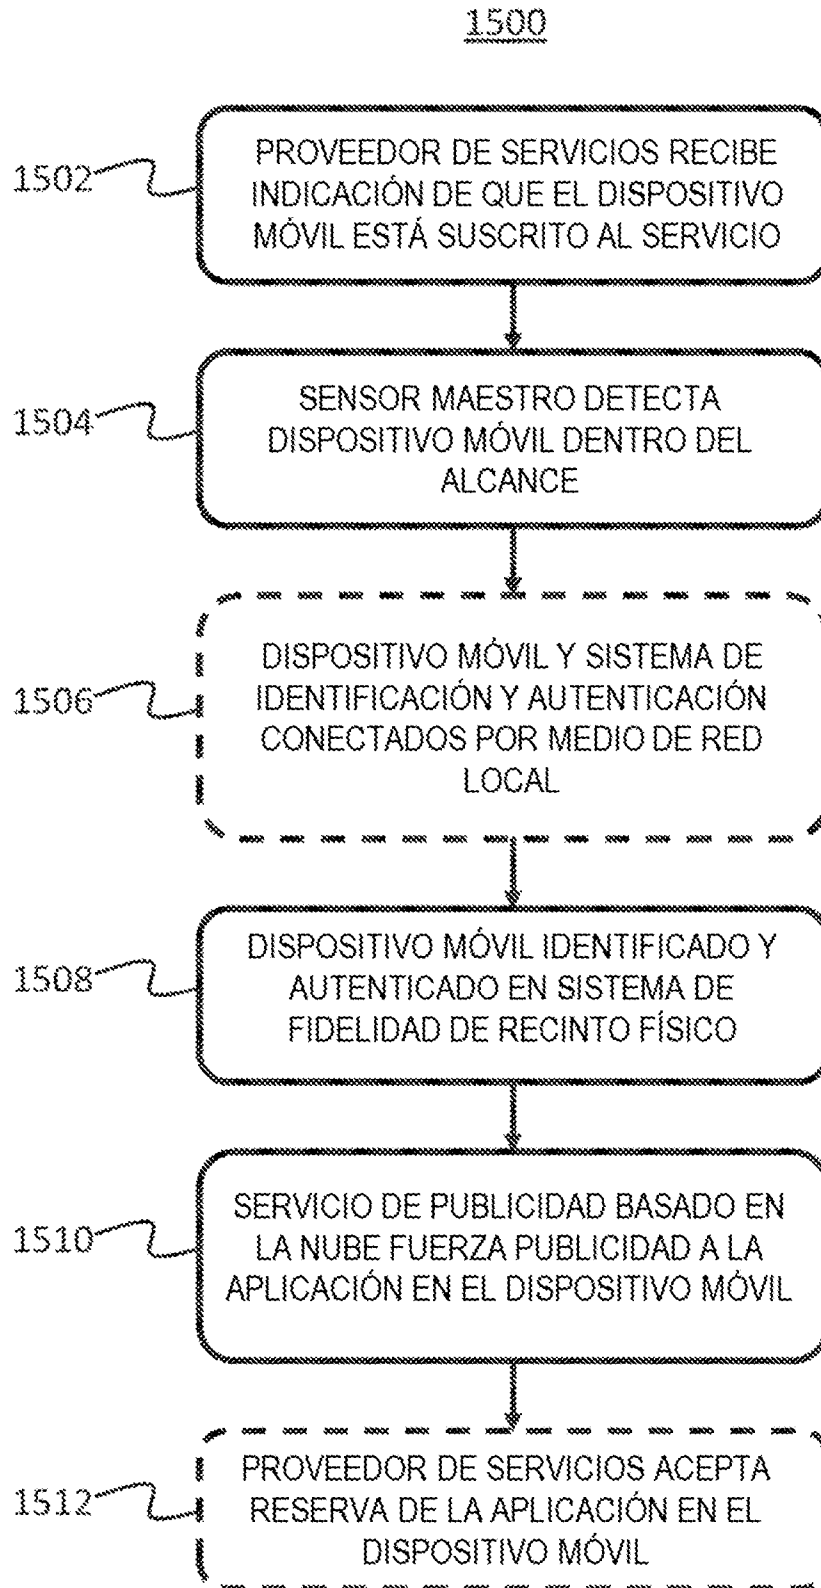 1500
1502
PROVEEDOR DE SERVICIOS RECIBE
INDICACIÓN DE QUE EL DISPOSITIVO
MÓVIL ESTÁ SUSCRITO AL SERVICIO
1504
SENSOR MAESTRO DETECTA
DISPOSITIVO MÓVIL DENTRO DEL
ALCANCE
1506
DISPOSITIVO MÓVIL Y SISTEMA DE
IDENTIFICACIÓN Y AUTENTICACIÓN
CONECTADOS POR MEDIO DE RED
LOCAL
1508
DISPOSITIVO MÓVIL IDENTIFICADO Y
AUTENTICADO EN SISTEMA DE
FIDELIDAD DE RECINTO FÍSICO
1510
SERVICIO DE PUBLICIDAD BASADO EN
LA NUBE FUERZA PUBLICIDAD A LA
APLICACIÓN EN EL DISPOSITIVO MÓVIL
1512
PROVEEDOR DE SERVICIOS ACEPTA
RESERVA DE LA APLICACIÓN EN EL
DISPOSITIVO MÓVIL